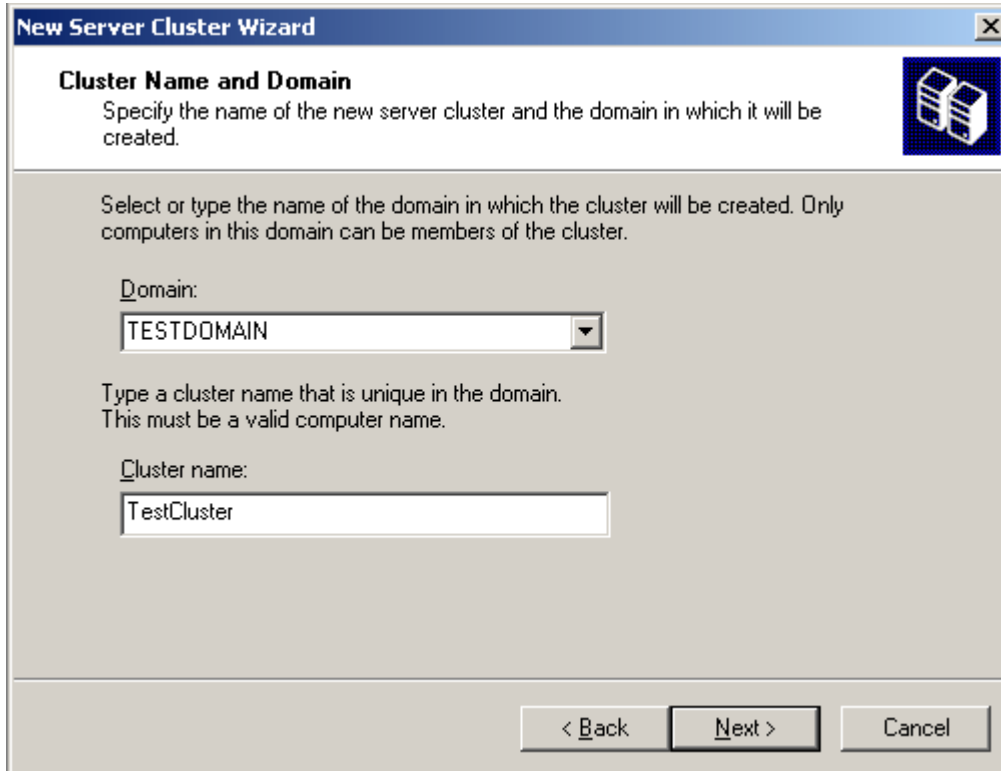 New Server Cluster Wizard
Cluster Name and Domain
Specify the name of the new server cluster and the domain in which it will be
created.
Select or type the name of the domain in which the cluster will be created. Only
computers in this domain can be members of the cluster.
Domain:
TESTDOMAIN
Type a cluster name that is unique in the domain.
This must be a valid computer name.
Cluster name:
TestCluster
< Back Next > Cancel